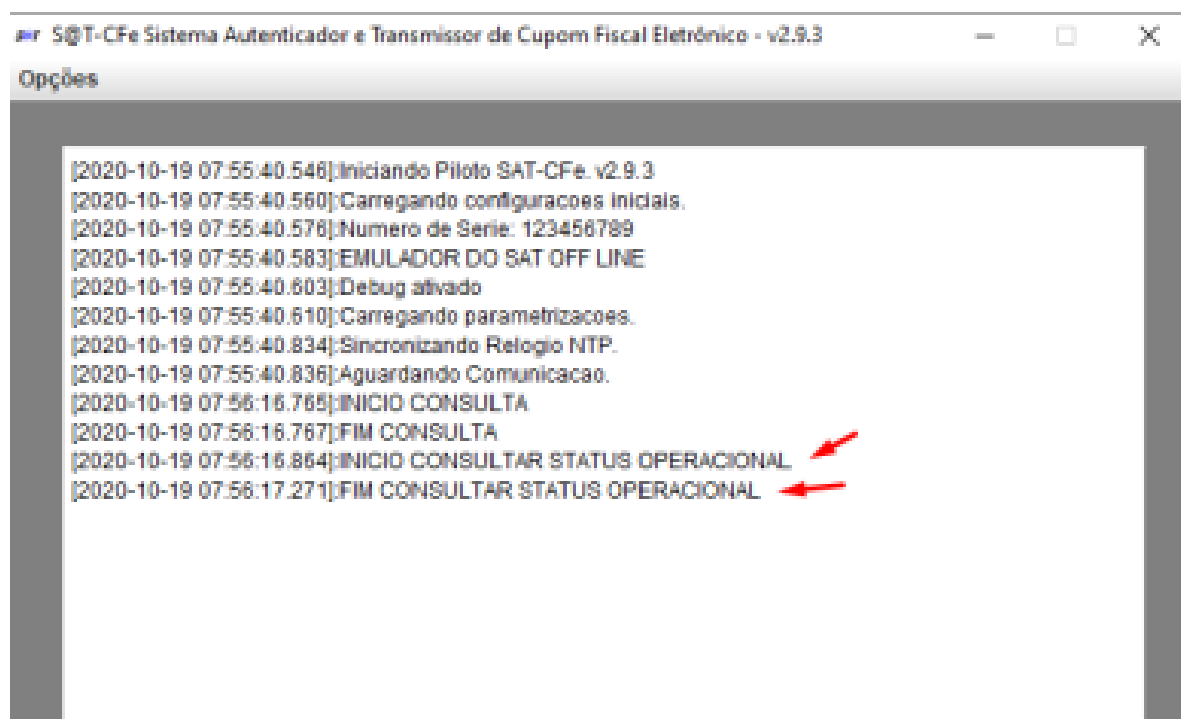 S@T-CFe Sistema Autenticador e Transmissor de Cupom Fiscal Eletrônico - v2.9.3
Opções
[2020-10-19 07:55:40.546]:Iniciando Piloto SAT-CFe. v2.9.3
[2020-10-19 07:55:40.560]:Carregando configuracoes iniciais.
[2020-10-19 07:55:40.576]:Numero de Serie: 123456789
[2020-10-19 07:55:40.583]:EMULADOR DO SAT OFF LINE
[2020-10-19 07:55:40.603]:Debug ativado
[2020-10-19 07:55:40.610]:Carregando parametrizacoes.
[2020-10-19 07:55:40.834]:Sincronizando Relogio NTP.
[2020-10-19 07:55:40.836]:Aguardando Comunicacao.
[2020-10-19 07:56:16.765]:INICIO CONSULTA
[2020-10-19 07:56:16.767]:FIM CONSULTA
[2020-10-19 07:56:16.864]:INICIO CONSULTAR STATUS OPERACIONAL
[2020-10-19 07:56:17.271]:FIM CONSULTAR STATUS OPERACIONAL